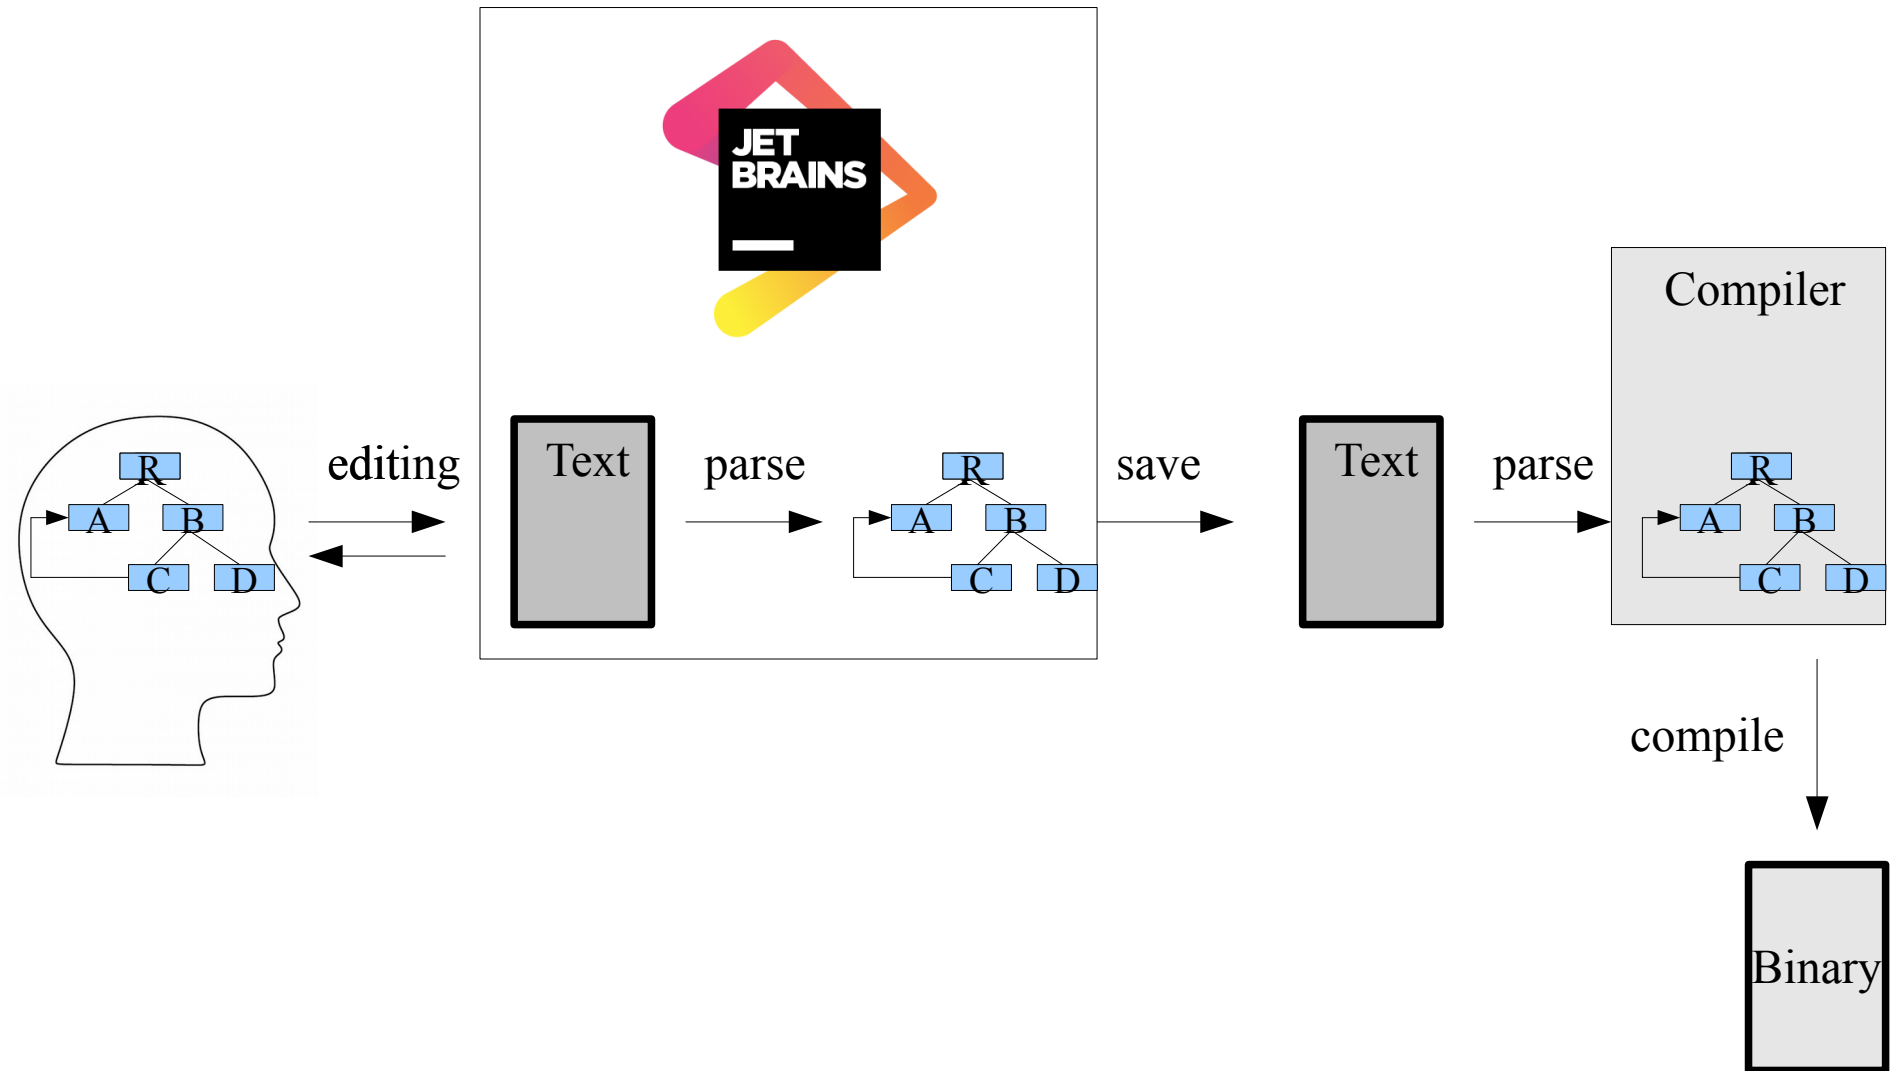 JET
BRAINS
Compiler
editing
Text
parse
save
Text
parse
R
A
B
C
D
R
A
B
C
D
R
A
B
C
D
compile
Binary